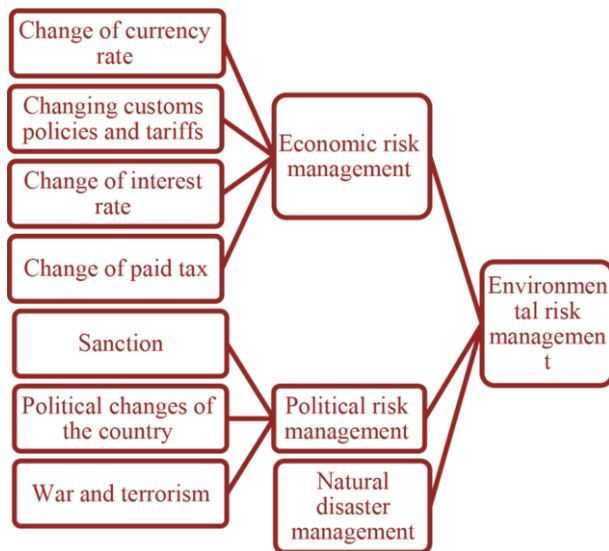 Change of currency
rate
Changing customs
policies and tariffs
Change of interest
rate
Change of paid tax
Sanction
Political changes of
the country
War and terrorism
Economic risk
management
Political risk
management
Natural
disaster
management
Environmen
tal risk
managemen
t